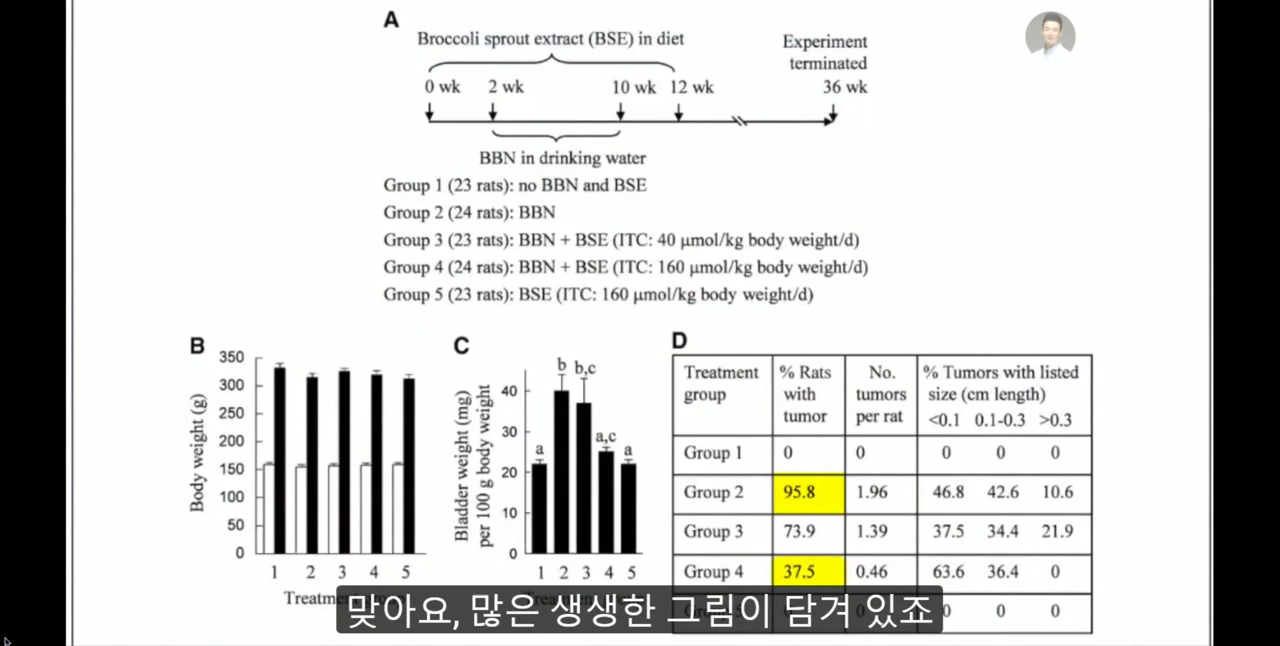 A
Broccoli sprout extract (BSE) in diet
Experiment
terminated
0 wk 2 wk 10 wk 12 wk 36 wk
BBN in drinking water
Group 1 (23 rats): no BBN and BSE
Group 2 (24 rats): BBN
Group 3 (23 rats): BBN + BSE (ITC: 40 µmol/kg body weight/d)
Group 4 (24 rats): BBN + BSE (ITC: 160 µmol/kg body weight/d)
Group 5 (23 rats): BSE (ITC: 160 µmol/kg body weight/d)
B
Body weight (g)
350
300
250
200
150
100
50
0
1 2 3 4 5
C
Bladder weight (mg)
per 100 g body weight
40
30
20
10
0
a b b,c a,c a
1 2 3 4 5
D
Treatment group % Rats with tumor No. tumors per rat % Tumors with listed size (cm length)
<0.1 0.1-0.3 >0.3
Group 1 0 0 0 0 0
Group 2 95.8 1.96 46.8 42.6 10.6
Group 3 73.9 1.39 37.5 34.4 21.9
Group 4 37.5 0.46 63.6 36.4 0
0 0 0
맞아요, 많은 생생한 그림이 담겨 있죠